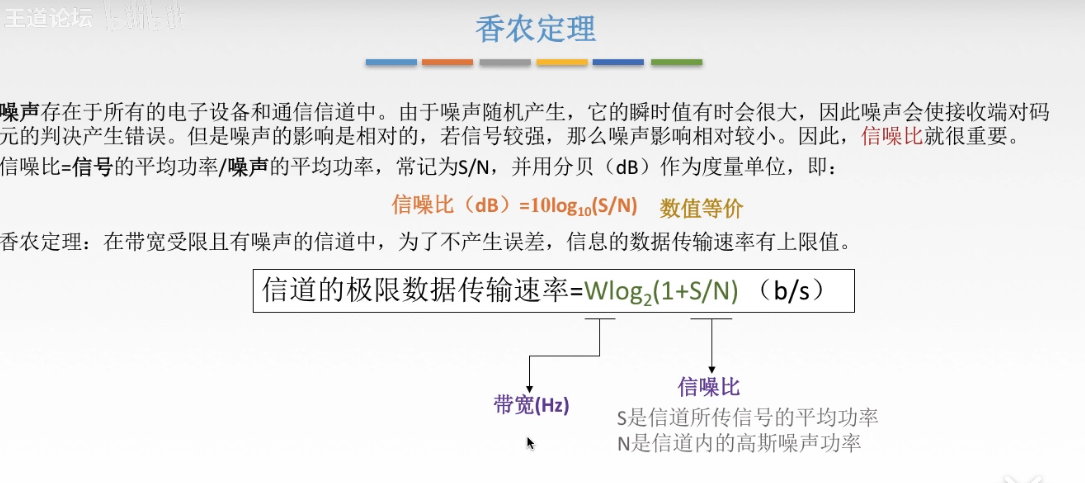 王道论坛 bilibili
香农定理
噪声存在于所有的电子设备和通信信道中。由于噪声随机产生，它的瞬时值有时会很大，因此噪声会使接收端对码
元的判决产生错误。但是噪声的影响是相对的，若信号较强，那么噪声影响相对较小。因此，信噪比就很重要。
信噪比=信号的平均功率/噪声的平均功率，常记为S/N，并用分贝（dB）作为度量单位，即：
信噪比（dB）=10log₁₀(S/N) 数值等价
香农定理：在带宽受限且有噪声的信道中，为了不产生误差，信息的数据传输速率有上限值。
信道的极限数据传输速率=Wlog₂(1+S/N) （b/s）
带宽(Hz)
信噪比
S是信道所传信号的平均功率
N是信道内的高斯噪声功率